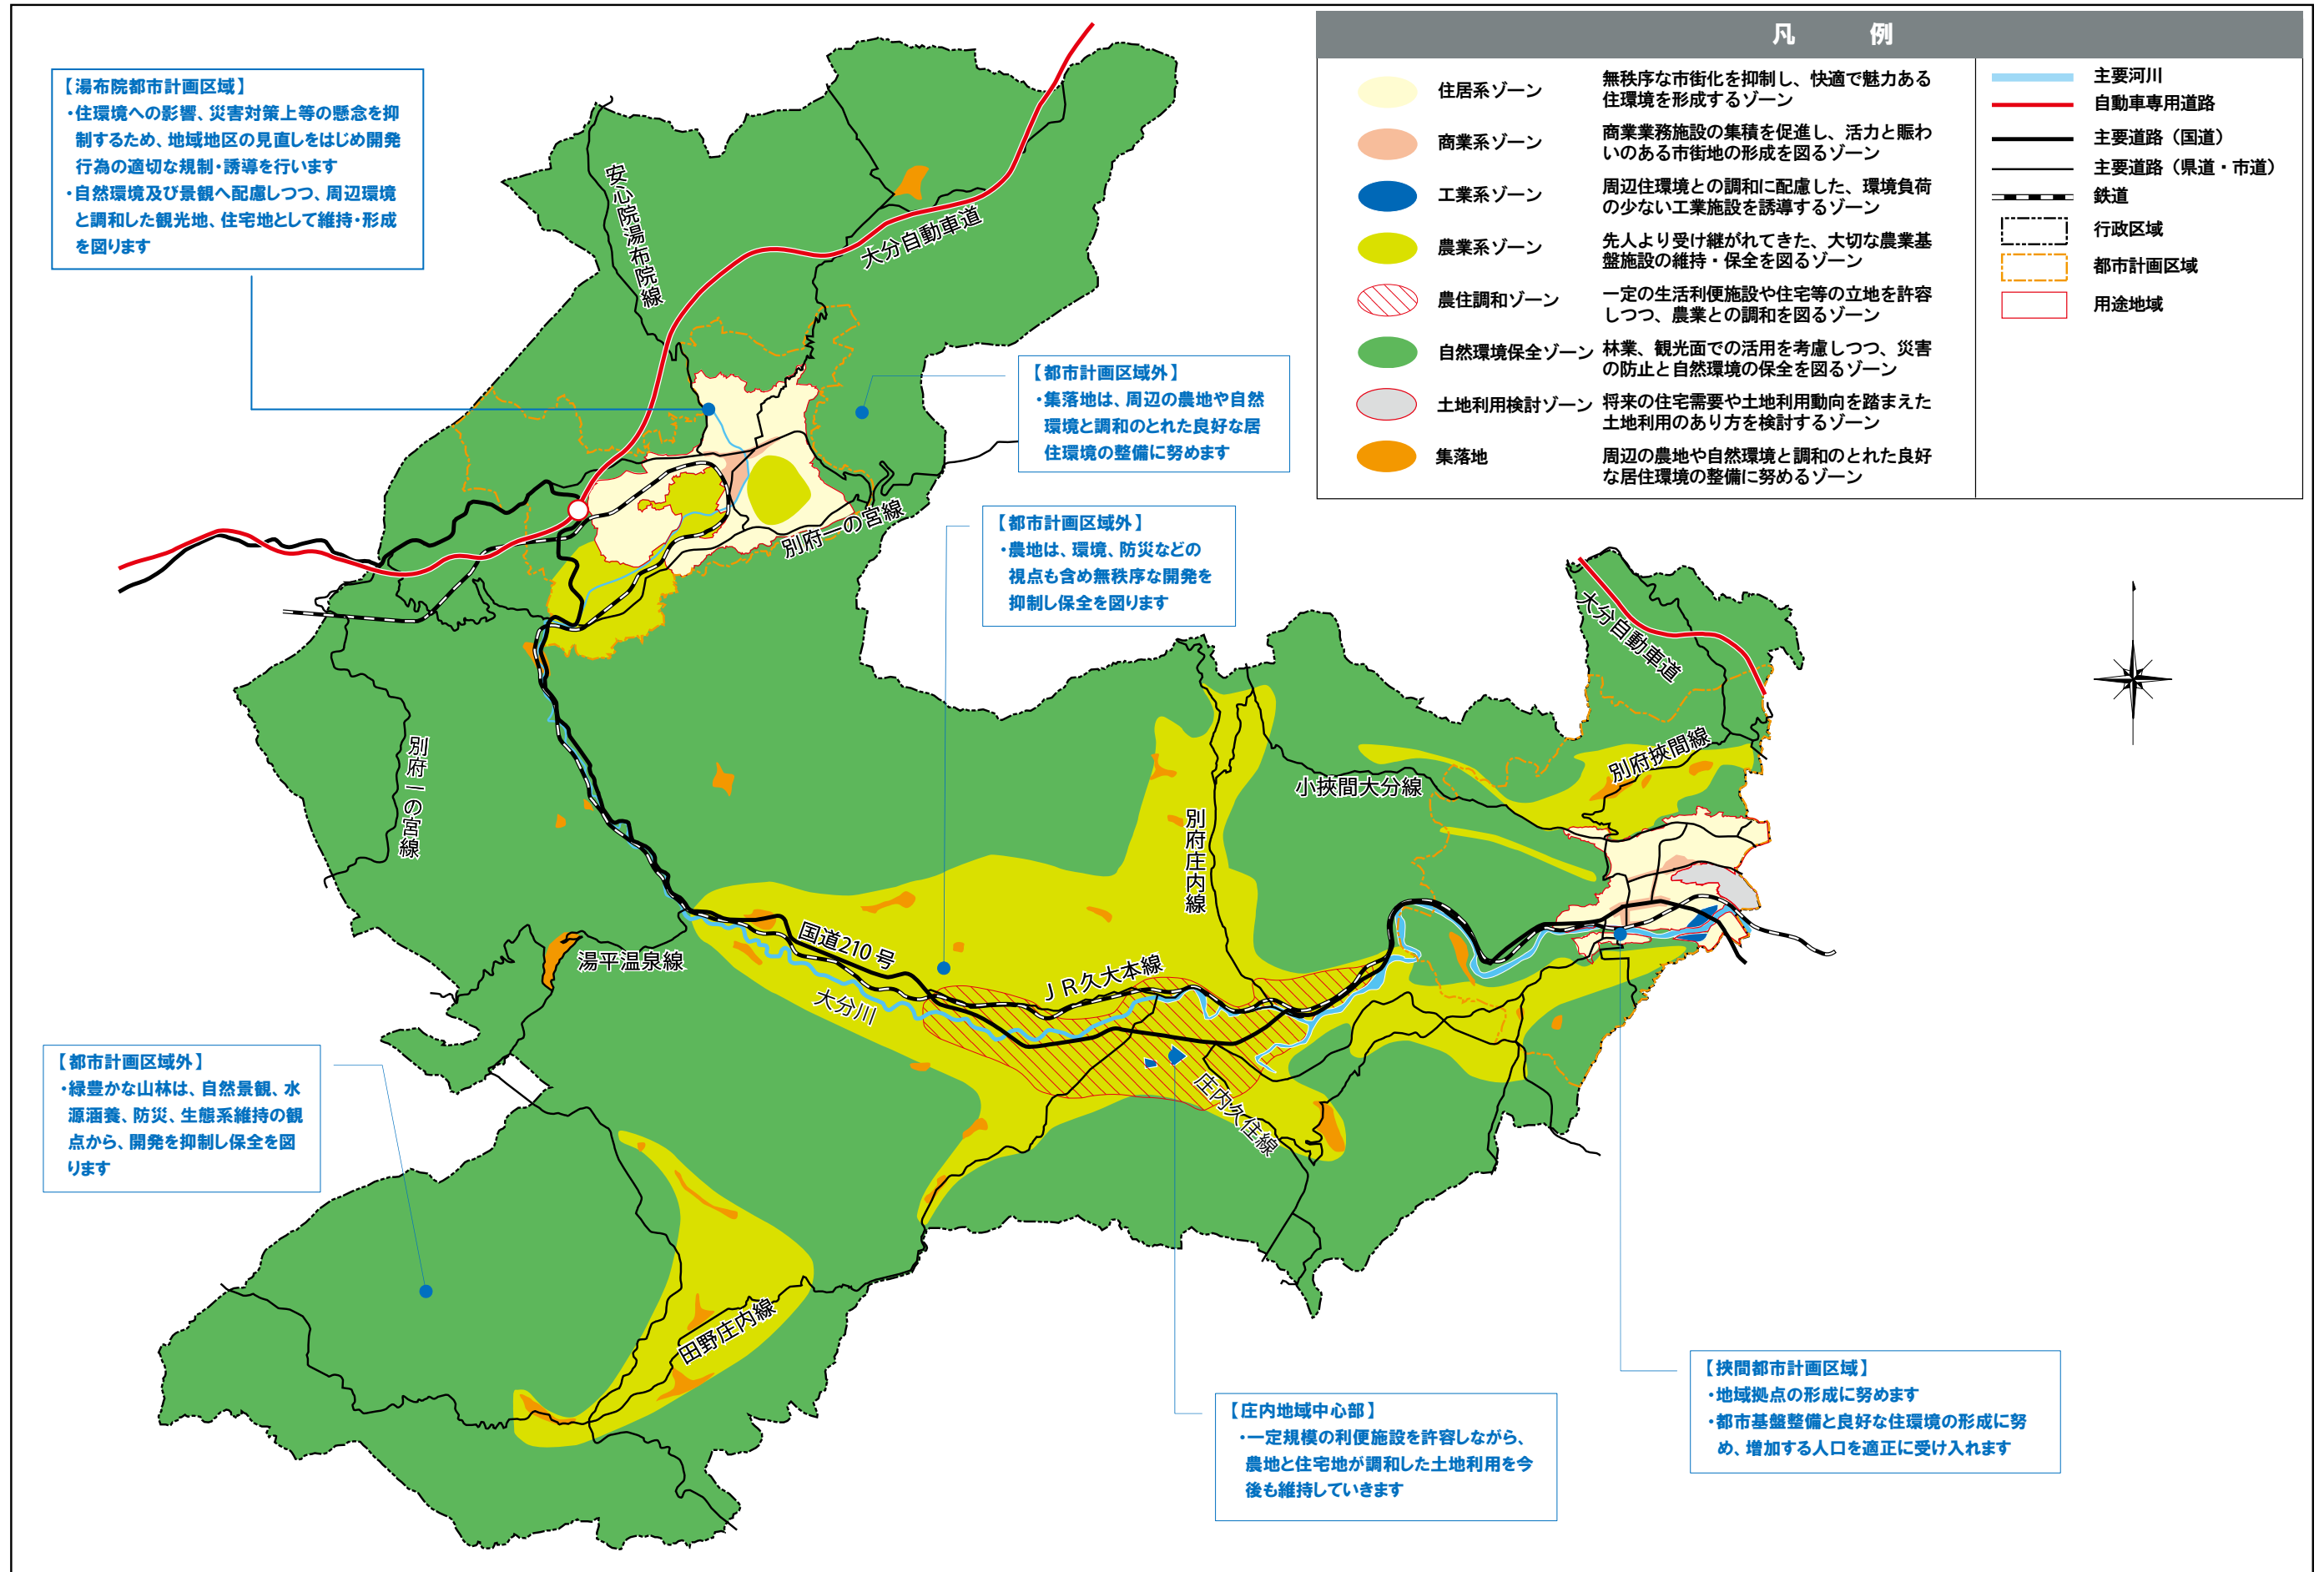 凡　例
住居系ゾーン
無秩序な市街化を抑制し、快適で魅力ある
住環境を形成するゾーン
商業系ゾーン
商業業務施設の集積を促進し、活力と賑わ
いのある市街地の形成を図るゾーン
工業系ゾーン
周辺住環境との調和に配慮した、環境負荷
の少ない工業施設を誘導するゾーン
農業系ゾーン
先人より受け継がれてきた、大切な農業基
盤施設の維持・保全を図るゾーン
農住調和ゾーン
一定の生活利便施設や住宅等の立地を許容
しつつ、農業との調和を図るゾーン
自然環境保全ゾーン
林業、観光面での活用を考慮しつつ、災害
の防止と自然環境の保全を図るゾーン
土地利用検討ゾーン
将来の住宅需要や土地利用動向を踏まえた
土地利用のあり方を検討するゾーン
集落地
周辺の農地や自然環境と調和のとれた良好
な居住環境の整備に努めるゾーン
主要河川
自動車専用道路
主要道路（国道）
主要道路（県道・市道）
鉄道
行政区域
都市計画区域
用途地域
【湯布院都市計画区域】
・住環境への影響、災害対策上等の懸念を抑
制するため、地域地区の見直しをはじめ開発
行為の適切な規制・誘導を行います
・自然環境及び景観へ配慮しつつ、周辺環境
と調和した観光地、住宅地として維持・形成
を図ります
安心院湯布院線
大分自動車道
【都市計画区域外】
・集落地は、周辺の農地や自然
環境と調和のとれた良好な居
住環境の整備に努めます
別府一の宮線
【都市計画区域外】
・農地は、環境、防災などの
視点も含め無秩序な開発を
抑制し保全を図ります
大分自動車道
別府挾間線
小挾間大分線
別府一の宮線
別府庄内線
国道210号
湯平温泉線
JR久大本線
大分川
庄内久住線
【都市計画区域外】
・緑豊かな山林は、自然景観、水
源涵養、防災、生態系維持の観
点から、開発を抑制し保全を図
ります
田野庄内線
【庄内地域中心部】
・一定規模の利便施設を許容しながら、
農地と住宅地が調和した土地利用を今
後も維持していきます
【挾間都市計画区域】
・地域拠点の形成に努めます
・都市基盤整備と良好な住環境の形成に努
め、増加する人口を適正に受け入れます